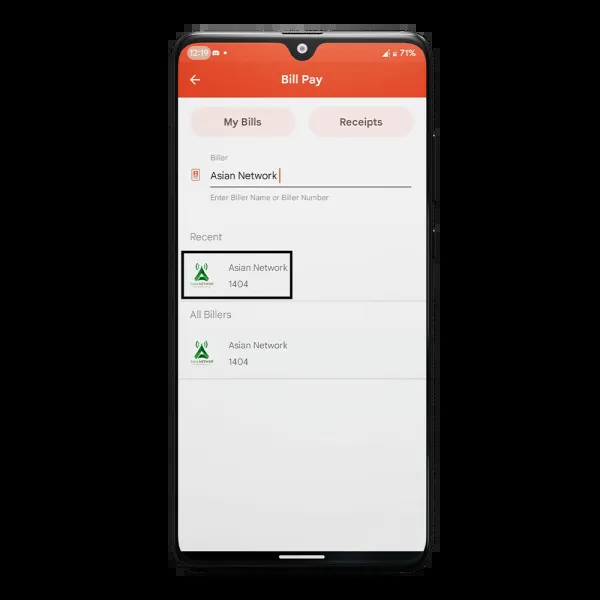 12:19
71%
Bill Pay
My Bills
Receipts
Biller
Asian Network
Enter Biller Name or Biller Number
Recent
Asian Network
1404
All Billers
Asian Network
1404